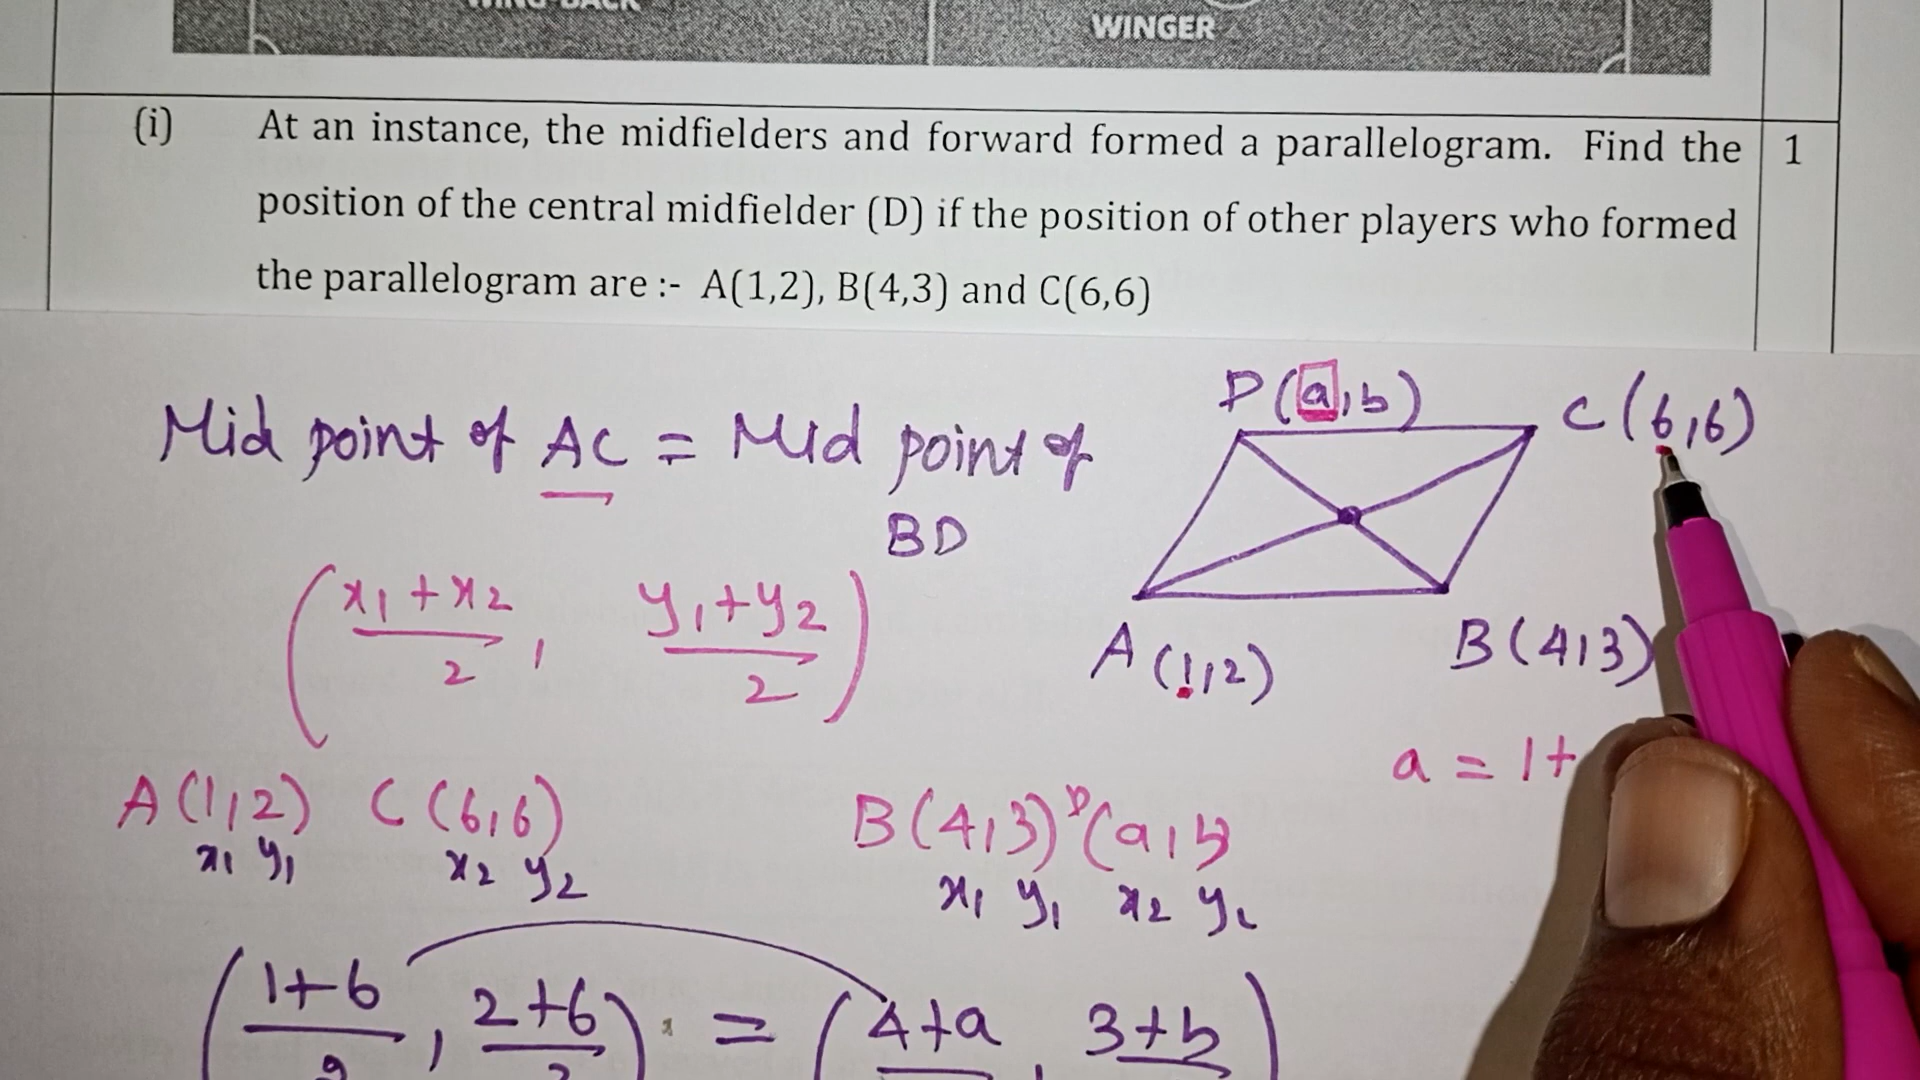 WING-BACK
WINGER
(i) At an instance, the midfielders and forward formed a parallelogram. Find the 1
position of the central midfielder (D) if the position of other players who formed
the parallelogram are :- A(1,2), B(4,3) and C(6,6)
D(a,b) C(6,6)
Mid point of AC = Mid point of
BD
(x₁+x₂/2, y₁+y₂/2)
A(1,2) B(4,3)
a = 1+
A(1,2) C(6,6) B(4,3) D(a,b
x₁ y₁ x₂ y₂ x₁ y₁ x₂ y₂
(1+6/2, 2+6/2) = (4+a, 3+b)